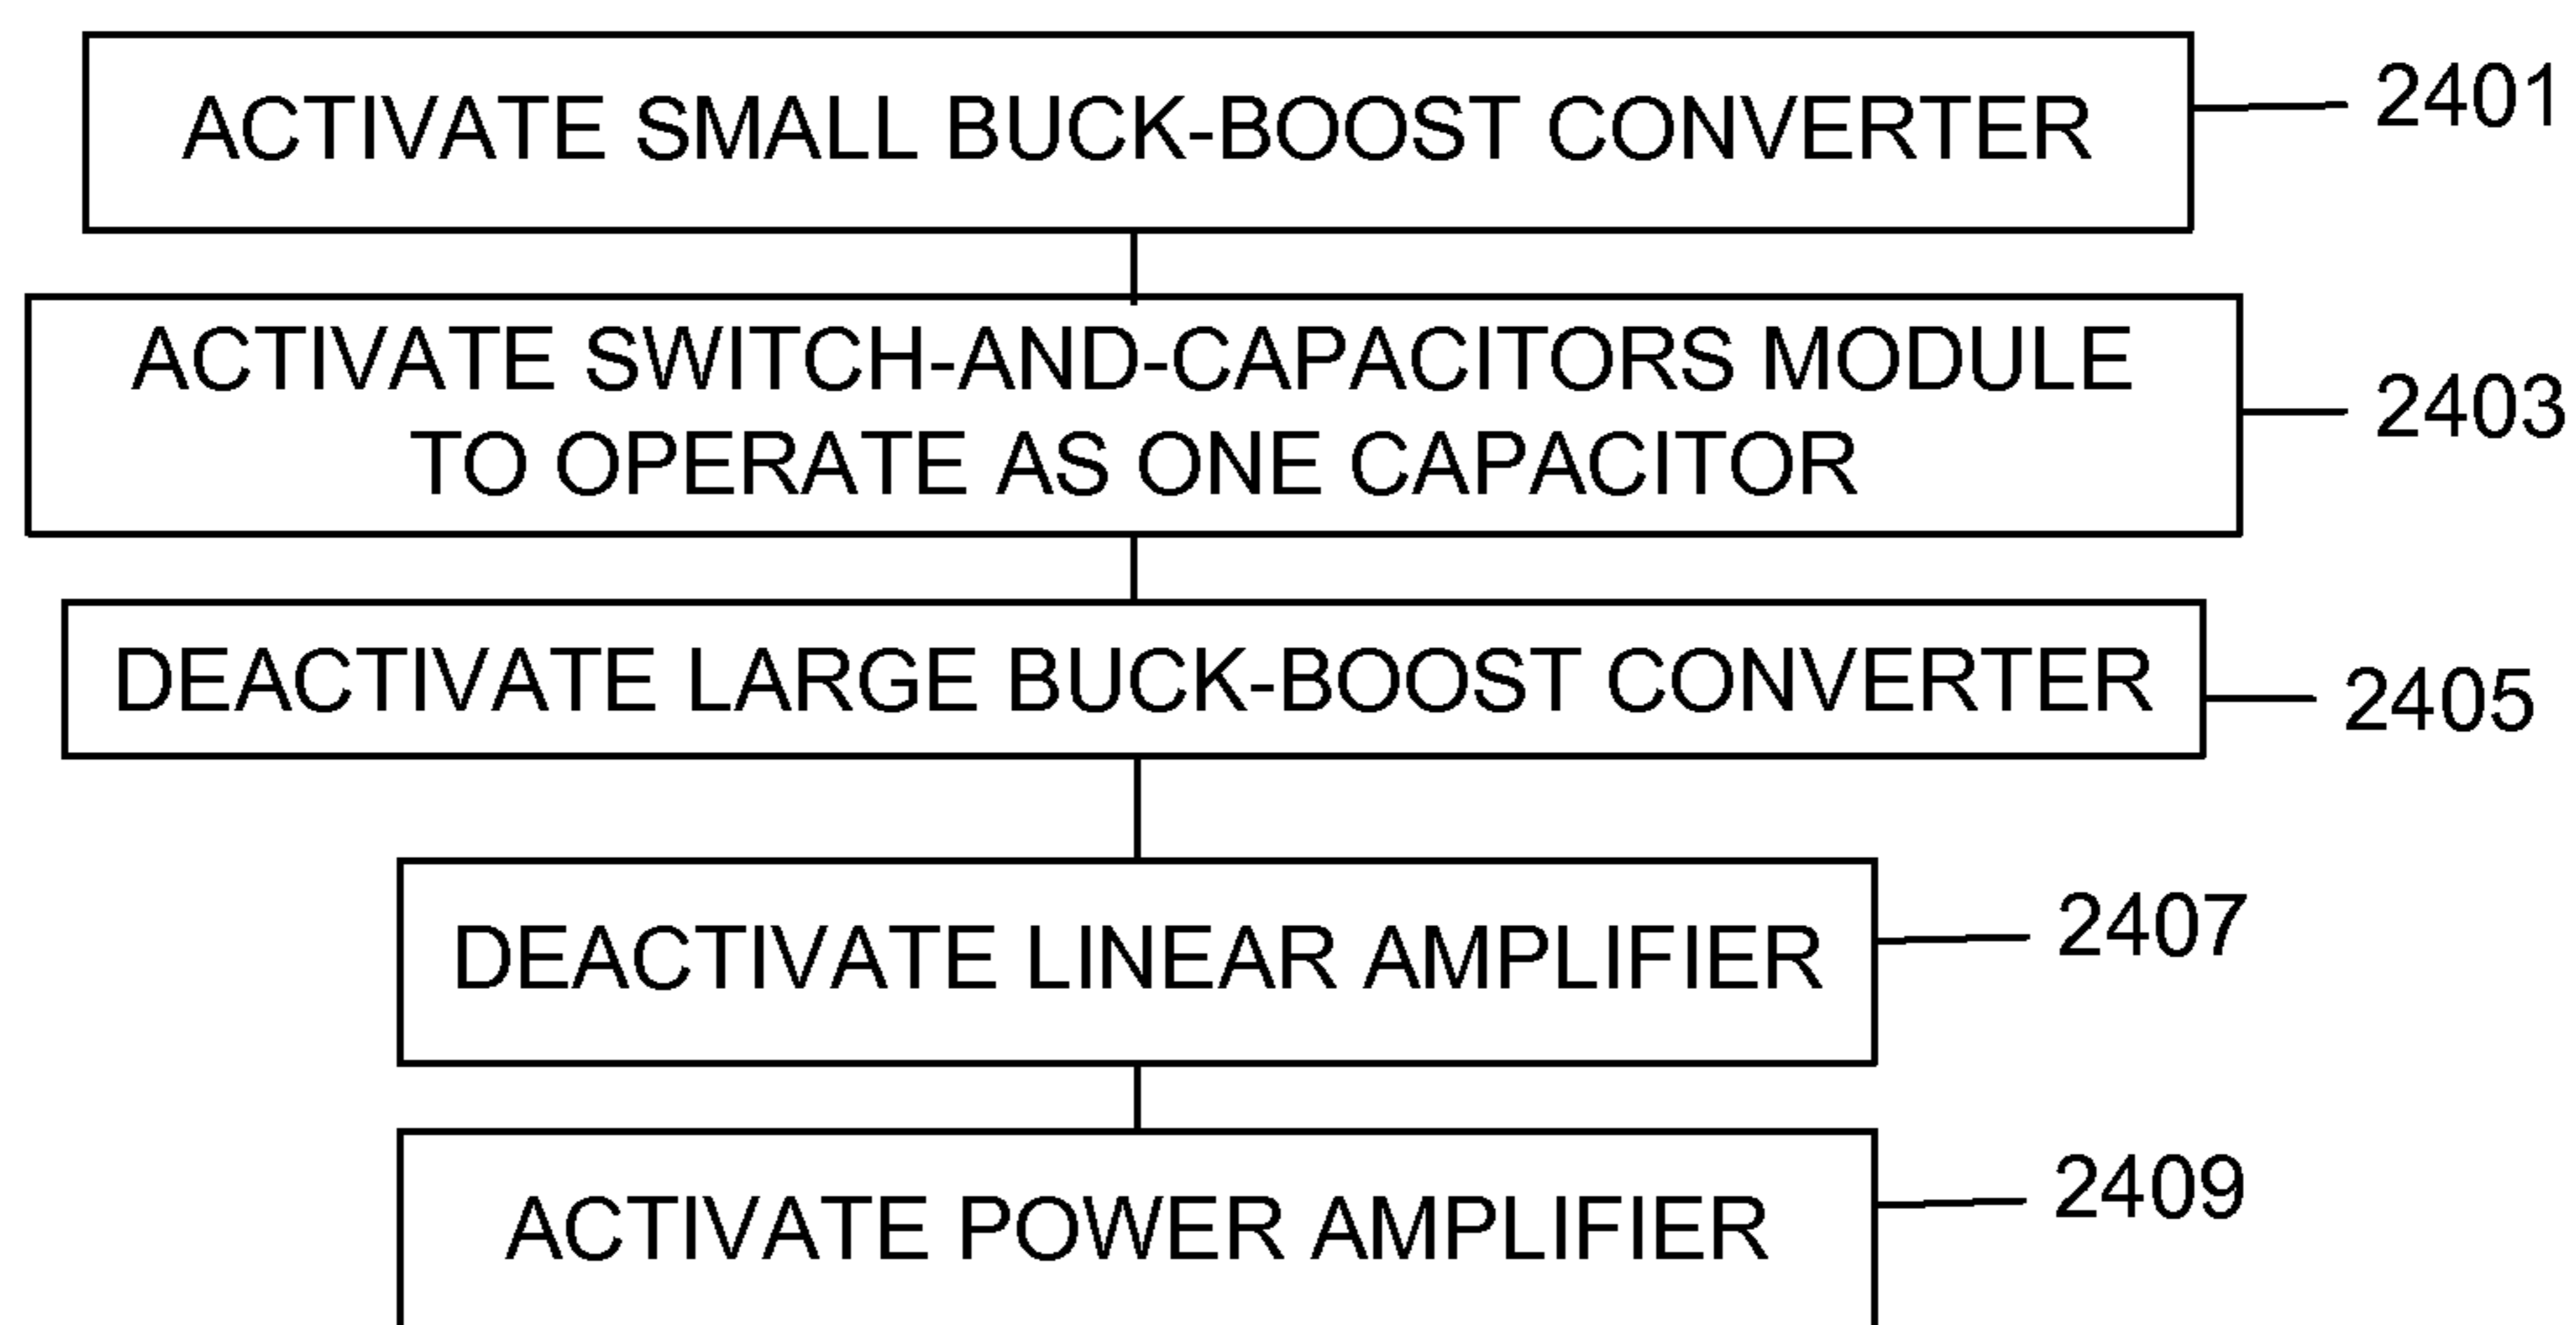 ACTIVATE SMALL BUCK-BOOST CONVERTER
2401
ACTIVATE SWITCH-AND-CAPACITORS MODULE
TO OPERATE AS ONE CAPACITOR
2403
DEACTIVATE LARGE BUCK-BOOST CONVERTER
2405
DEACTIVATE LINEAR AMPLIFIER
2407
ACTIVATE POWER AMPLIFIER
2409